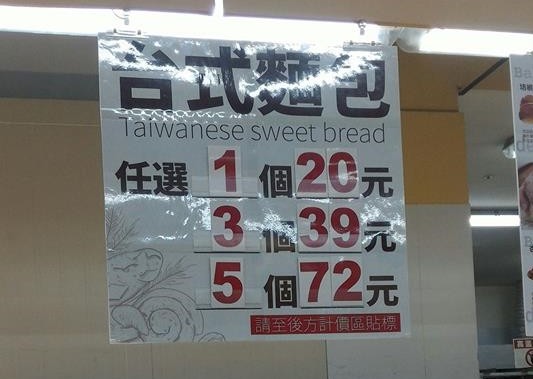 台式麵包
Taiwanese sweet bread
任選 1 個 20 元
3 個 39 元
5 個 72 元
請至後方計價區貼標